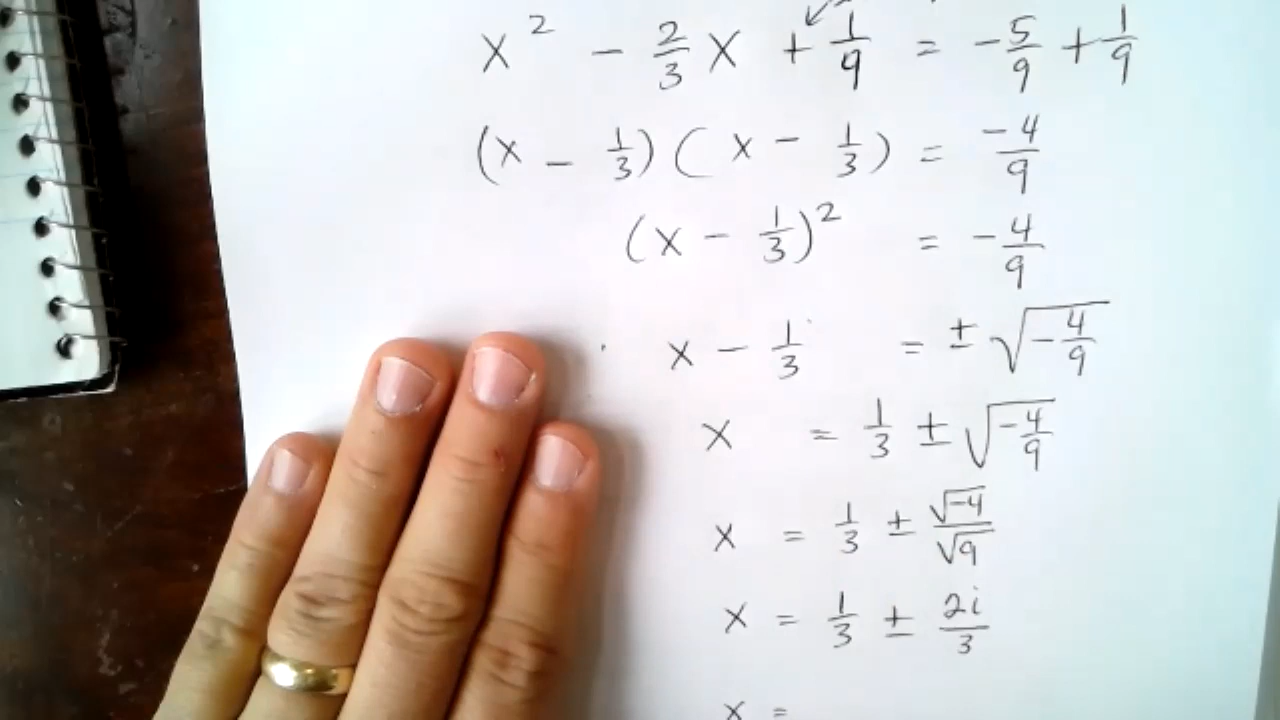 x² - 2/3 x + 1/9 = -5/9 + 1/9
(x - 1/3)(x - 1/3) = -4/9
(x - 1/3)² = -4/9
x - 1/3 = ± √(-4/9)
x = 1/3 ± √(-4/9)
x = 1/3 ± √-4/√9
x = 1/3 ± 2i/3
x =